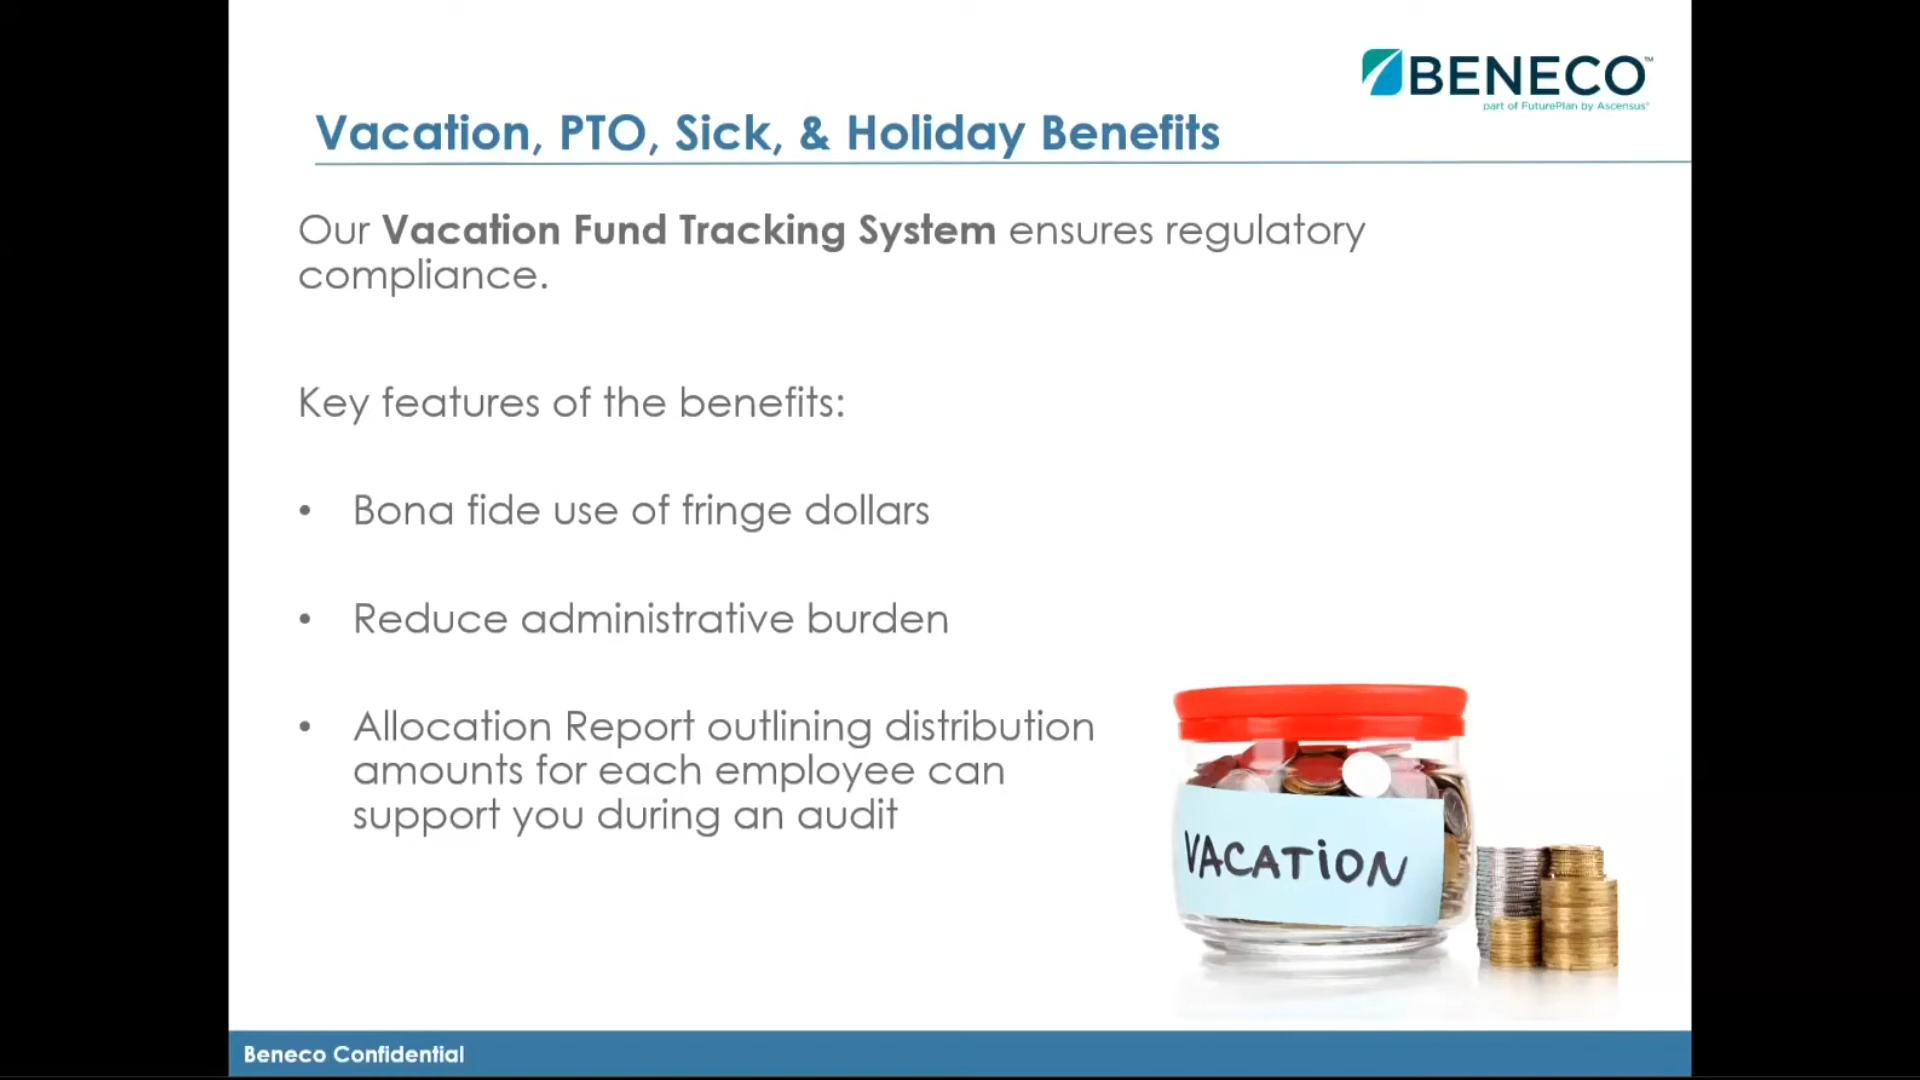 BENECO™
part of FuturePlan by Ascensus®
Vacation, PTO, Sick, & Holiday Benefits
Our Vacation Fund Tracking System ensures regulatory
compliance.
Key features of the benefits:
• Bona fide use of fringe dollars
• Reduce administrative burden
• Allocation Report outlining distribution
amounts for each employee can
support you during an audit
VACATiON
Beneco Confidential